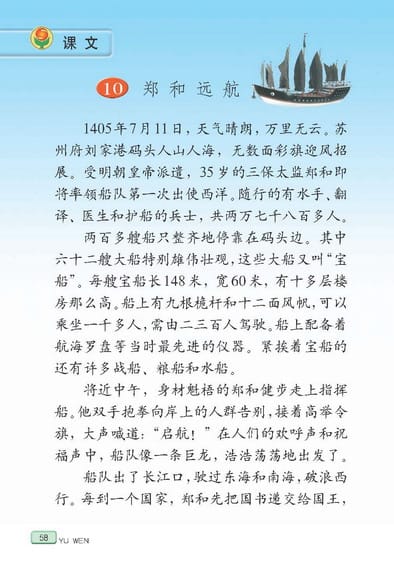 课文
10 郑和远航
1405年7月11日，天气晴朗，万里无云。苏
州府刘家港码头人山人海，无数面彩旗迎风招
展。受明朝皇帝派遣，35岁的三保太监郑和即
将率领船队第一次出使西洋。随行的有水手、翻
译、医生和护船的兵士，共两万七千八百多人。
两百多艘船只整齐地停靠在码头边。其中
六十二艘大船特别雄伟壮观，这些大船又叫“宝
船”。每艘宝船长148米，宽60米，有十多层楼
房那么高。船上有九根桅杆和十二面风帆，可以
乘坐一千多人，需由二三百人驾驶。船上配备着
航海罗盘等当时最先进的仪器。紧挨着宝船的
还有许多战船、粮船和水船。
将近中午，身材魁梧的郑和健步走上指挥
船。他双手抱拳向岸上的人群告别，接着高举令
旗，大声喊道：“启航！”在人们的欢呼声和祝
福声中，船队像一条巨龙，浩浩荡荡地出发了。
船队出了长江口，驶过东海和南海，破浪西
行。每到一个国家，郑和先把国书递交给国王，
58 YU WEN